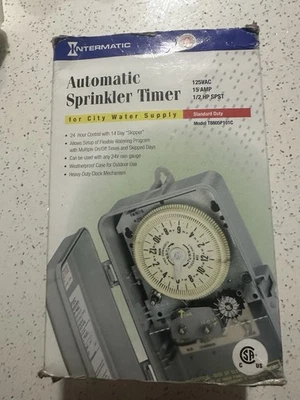 INTERMATIC
Automatic
Sprinkler Timer
for City Water Supply
125VAC
15 AMP
1/2 HP SPST
Standard Duty
Model T8805P101C
• 24 Hour Control with 14 Day "Skipper"
• Allows Setup of Flexible Watering Program
with Multiple On/Off Times and Skipped Days
• Can be used with any 24V
• Weatherproof Case for Outdoor Use
• Heavy Duty Clock Mechanism